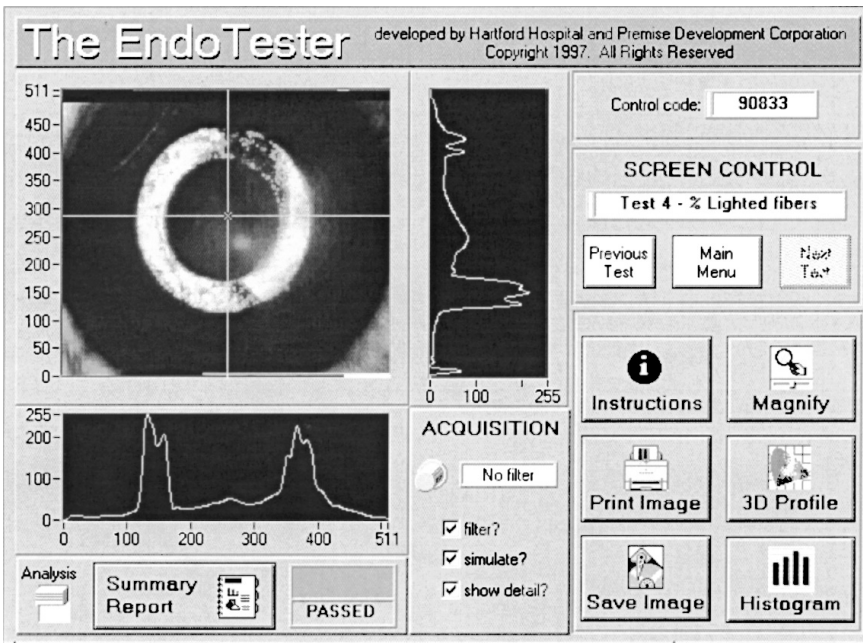 The EndoTester
developed by Hartford Hospital and Premise Development Corporation
Copyright 1997. All Rights Reserved
511
450
400
350
300
250
200
150
100
50
0
0
100
255
Control code: 90833
SCREEN CONTROL
Test 4 - % Lighted fibers
Previous Test
Main Menu
Next Test
Instructions
Magnify
Print Image
3D Profile
Save Image
Histogram
255
200
100
0
0
100
200
300
400
511
ACQUISITION
No filter
filter?
simulate?
show detail?
Analysis
Summary Report
PASSED